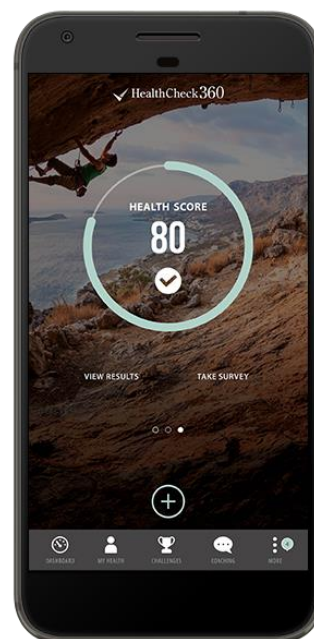 HealthCheck360
HEALTH SCORE
80
VIEW RESULTS
TAKE SURVEY
DASHBOARD
MY HEALTH
CHALLENGES
COACHING
MORE